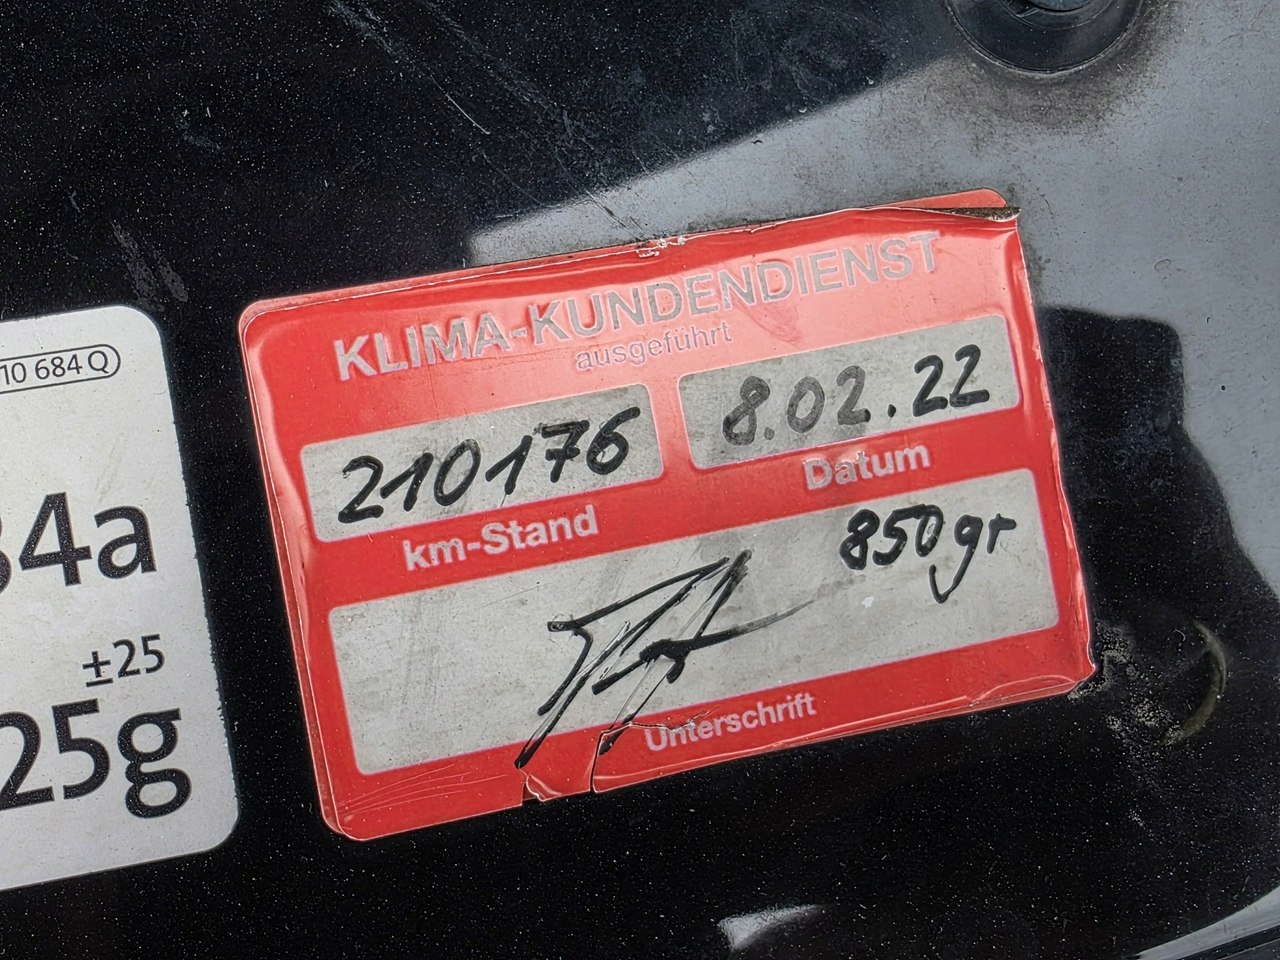 10 684 Q
34a
±25
25g
KLIMA-KUNDENDIENST
ausgeführt
210176
8.02.22
km-Stand
Datum
850gr
Unterschrift